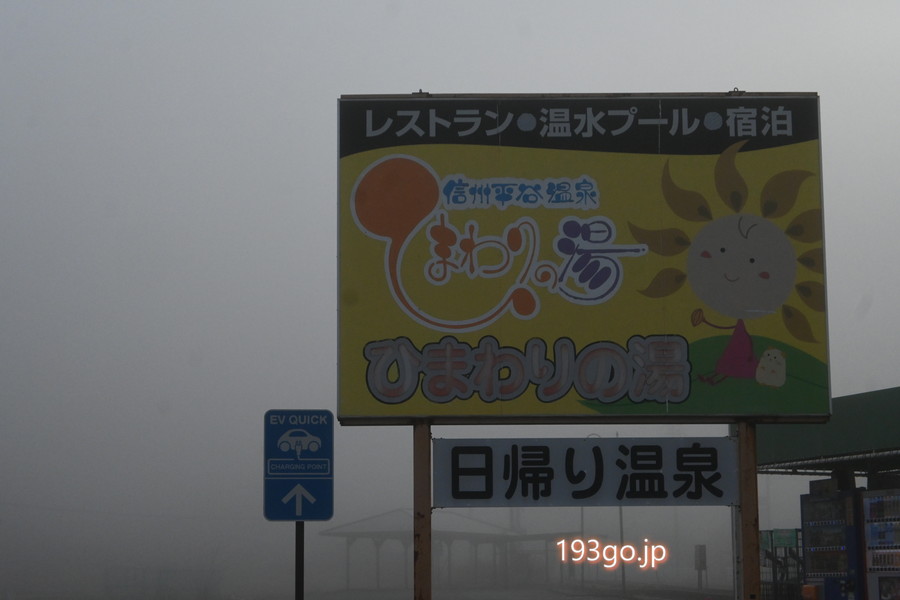 レストラン●温水プール●宿泊
信州平谷温泉
ひまわりの湯
ひまわりの湯
日帰り温泉
EV QUICK
CHARGING POINT
193go.jp